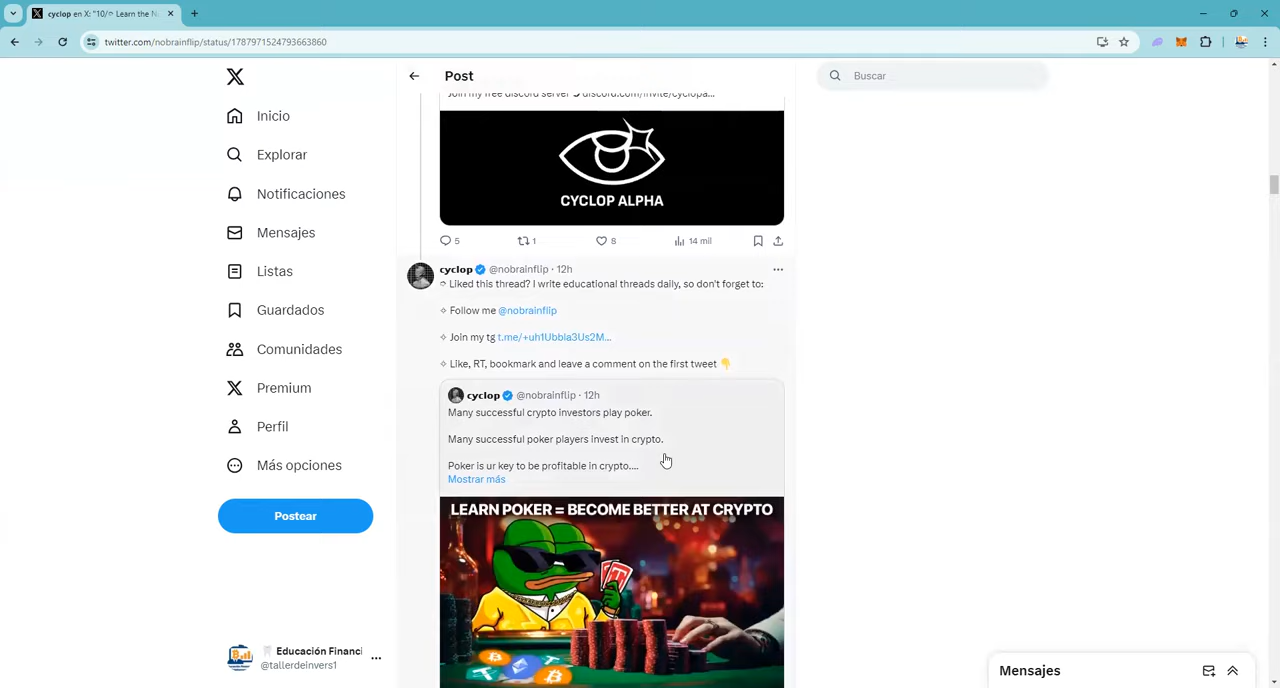 cyclop en X: "10/ Learn the N
twitter.com/nobrainflip/status/1787971524793663860
Post
Buscar
Join my free discord server discord.com/invite/cyclopa...
Inicio
Explorar
Notificaciones
Mensajes
Listas
Guardados
Comunidades
Premium
Perfil
Más opciones
Postear
Educación Financi
@tallerdeinvers1
CYCLOP ALPHA
5 1 8 14 mil
cyclop @nobrainflip · 12h
Liked this thread? I write educational threads daily, so don't forget to:
✧ Follow me @nobrainflip
✧ Join my tg t.me/+uh1Ubbla3Us2M...
✧ Like, RT, bookmark and leave a comment on the first tweet 👇
cyclop @nobrainflip · 12h
Many successful crypto investors play poker.
Many successful poker players invest in crypto.
Poker is ur key to be profitable in crypto....
Mostrar más
LEARN POKER = BECOME BETTER AT CRYPTO
Mensajes